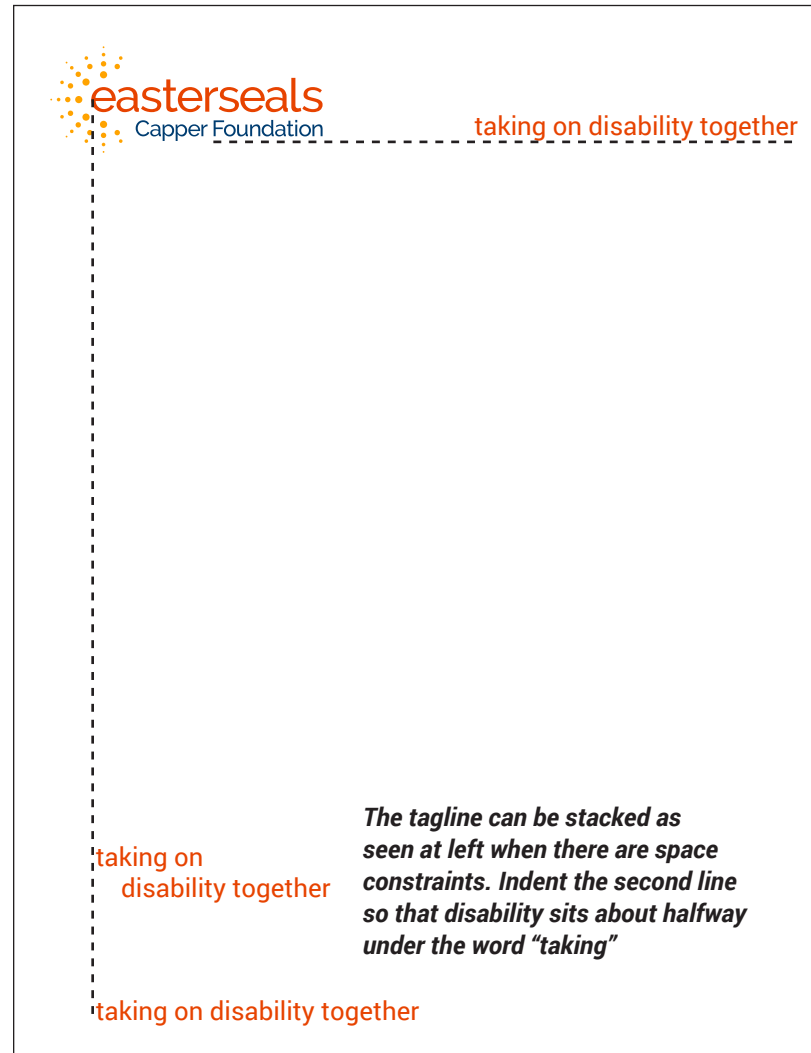 easterseals
Capper Foundation
taking on disability together
The tagline can be stacked as
seen at left when there are space
constraints. Indent the second line
so that disability sits about halfway
under the word “taking”
taking on
disability together
taking on disability together